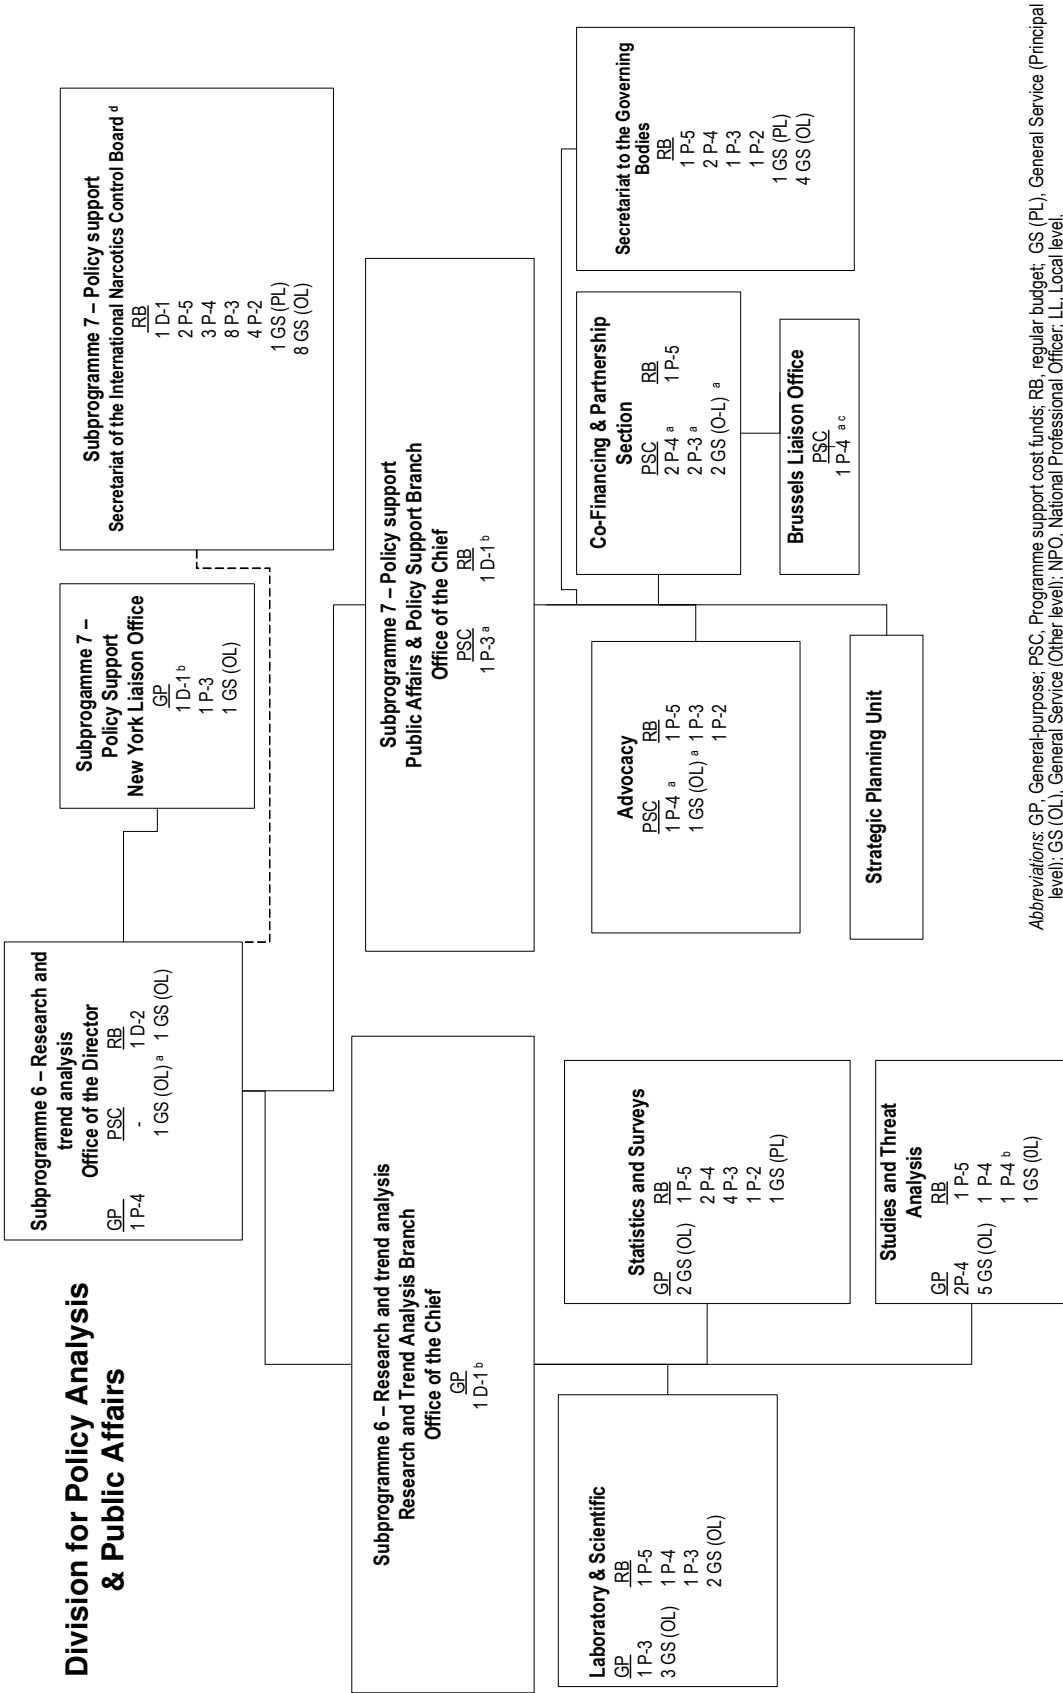 Division for Policy Analysis
& Public Affairs
Subprogramme 6 – Research and
trend analysis
Office of the Director
GP PSC RB
1 P-4 - 1 D-2
1 GS (OL) a 1 GS (OL)
Subprogamme 7 –
Policy Support
New York Liaison Office
GP
1 D-1 b
1 P-3
1 GS (OL)
Subprogramme 7 – Policy support
Secretariat of the International Narcotics Control Board d
RB
1 D-1
2 P-5
3 P-4
8 P-3
4 P-2
1 GS (PL)
8 GS (OL)
Subprogramme 6 – Research and trend analysis
Research and Trend Analysis Branch
Office of the Chief
GP
1 D-1 b
Subprogramme 7 – Policy support
Public Affairs & Policy Support Branch
Office of the Chief
PSC RB
1 P-3 a 1 D-1 b
Laboratory & Scientific
GP RB
1 P-3 1 P-5
3 GS (OL) 1 P-4
1 P-3
2 GS (OL)
Statistics and Surveys
GP RB
2 GS (OL) 1 P-5
2 P-4
4 P-3
1 P-2
1 GS (PL)
Studies and Threat
Analysis
GP RB
2P-4 1 P-5
5 GS (OL) 1 P-4
1 P-4 b
1 GS (0L)
Advocacy
PSC RB
1 P-4 a 1 P-5
1 GS (OL) a 1 P-3
1 P-2
Strategic Planning Unit
Co-Financing & Partnership
Section
PSC RB
2 P-4 a 1 P-5
2 P-3 a
2 GS (O-L) a
Brussels Liaison Office
PSC
1 P-4 a c
Secretariat to the Governing
Bodies
RB
1 P-5
2 P-4
1 P-3
1 P-2
1 GS (PL)
4 GS (OL)
Abbreviations: GP, General-purpose; PSC, Programme support cost funds; RB, regular budget; GS (PL), General Service (Principal
level); GS (OL), General Service (Other level); NPO, National Professional Officer; LL, Local level.